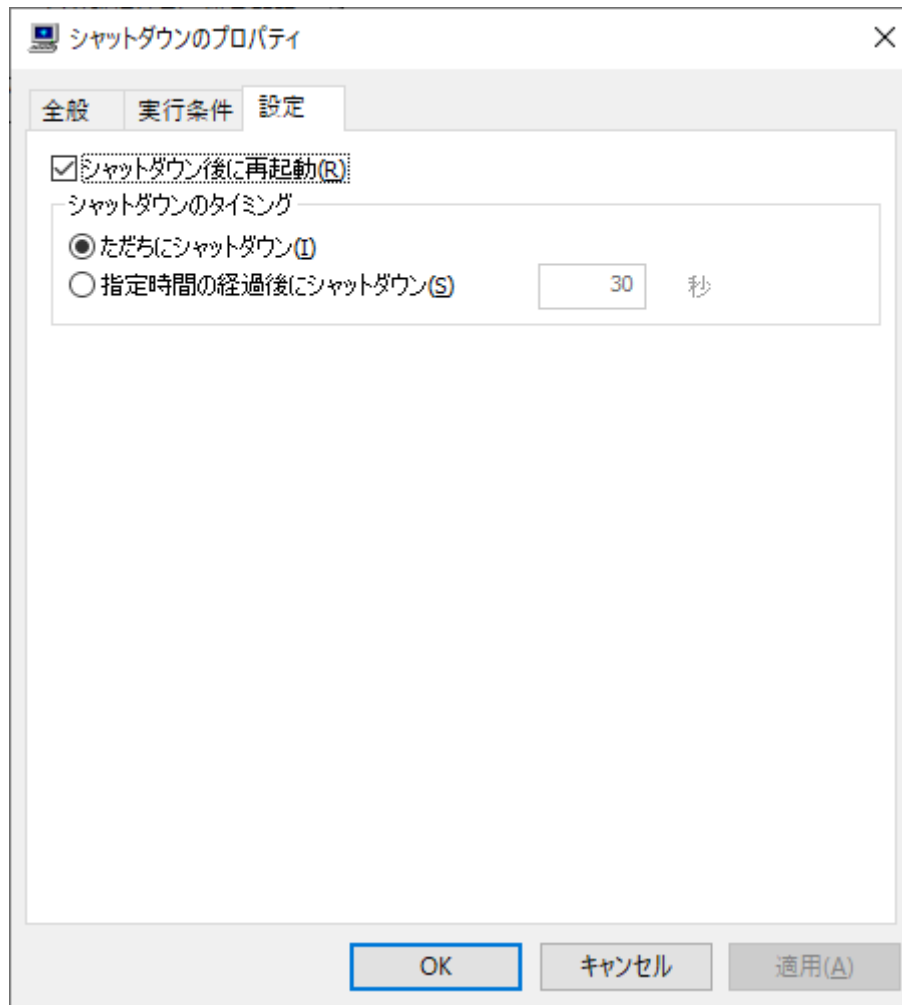 シャットダウンのプロパティ
全般 実行条件 設定
シャットダウン後に再起動(R)
シャットダウンのタイミング
ただちにシャットダウン(I)
指定時間の経過後にシャットダウン(S) 30 秒
OK キャンセル 適用(A)